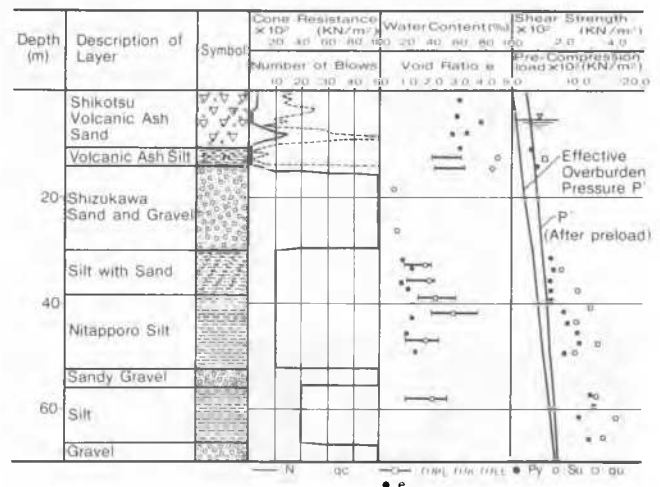 Depth (m)
Description of Layer
Symbol
Cone Resistance
×10² (KN/m²)
20 40 60 80 100
Number of Blows
10 20 30 40 50
Water Content(%)
20 40 60 80 100
Void Ratio e
1.0 2.0 3.0 4.0 5.0
Shear Strength
×10² (KN/m²)
2.0 4.0
Pre-Compression
load ×10² (KN/m²)
10.0 20.0
Shikotsu
Volcanic Ash
Sand
Volcanic Ash Silt
Effective
Overburden
Pressure P'
Shizukawa
Sand and Gravel
20
P'
(After preload)
Silt with Sand
40
Nitapporo Silt
Sandy Gravel
Silt
60
Gravel
N qc
Py Su qu
e